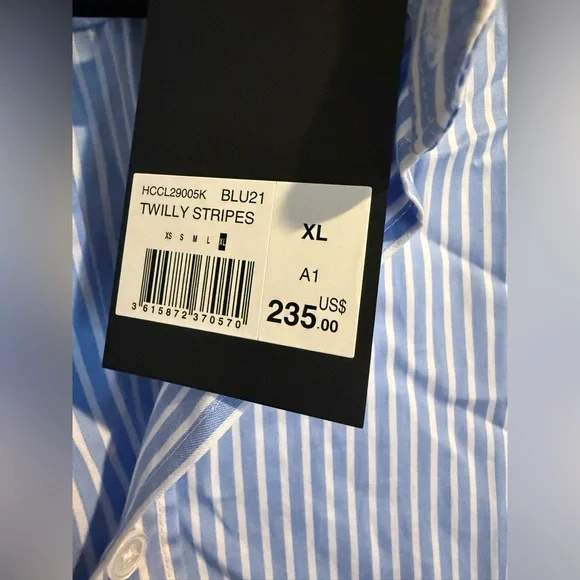 HCCL29005K BLU21
TWILLY STRIPES
XS S M L XL
3 615872 370570
XL
A1
US$
235.00